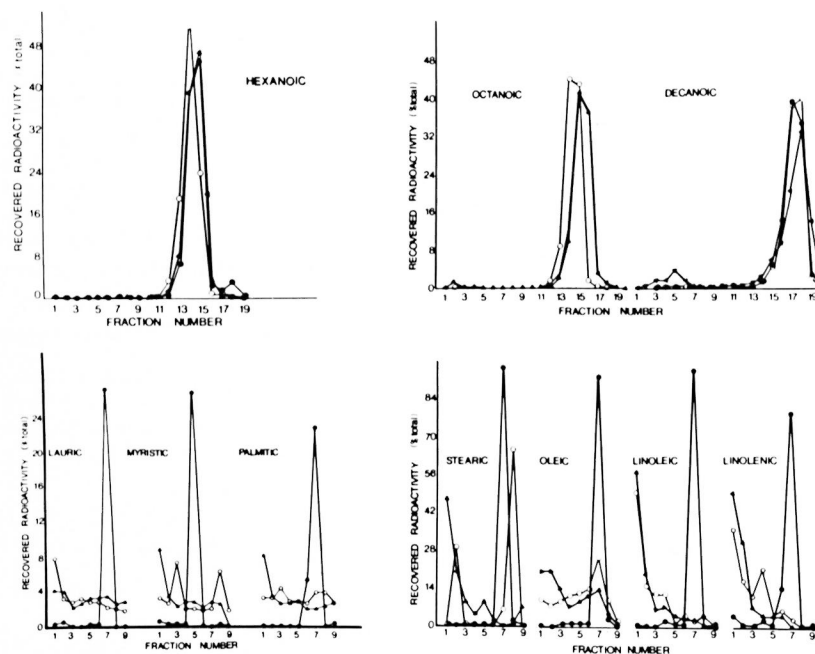 RECOVERED RADIOACTIVITY (%total)
48
40
32
24
16
8
0
HEXANOIC
1 3 5 7 9 11 13 15 17 19
FRACTION NUMBER
RECOVERED RADIOACTIVITY (%total)
48
40
32
24
16
8
0
OCTANOIC
DECANOIC
1 3 5 7 9 11 13 15 17 19 1 3 5 7 9 11 13 15 17 19
FRACTION NUMBER
RECOVERED RADIOACTIVITY (%total)
24
20
16
12
8
4
0
LAURIC
MYRISTIC
PALMITIC
1 3 5 7 9 1 3 5 7 9 1 3 5 7 9
FRACTION NUMBER
RECOVERED RADIOACTIVITY (%total)
84
70
56
42
28
14
0
STEARIC
OLEIC
LINOLEIC
LINOLENIC
1 3 5 7 9 1 3 5 7 9 1 3 5 7 9 1 3 5 7 9
FRACTION NUMBER